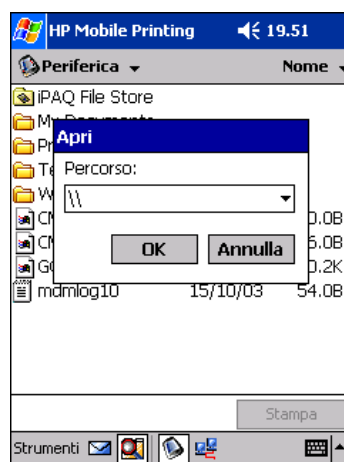 HP Mobile Printing 19.51
Periferica Nome
iPAQ File Store
Apri
Percorso:
\\
OK Annulla
mdmlog10 15/10/03 54.0B
Stampa
Strumenti